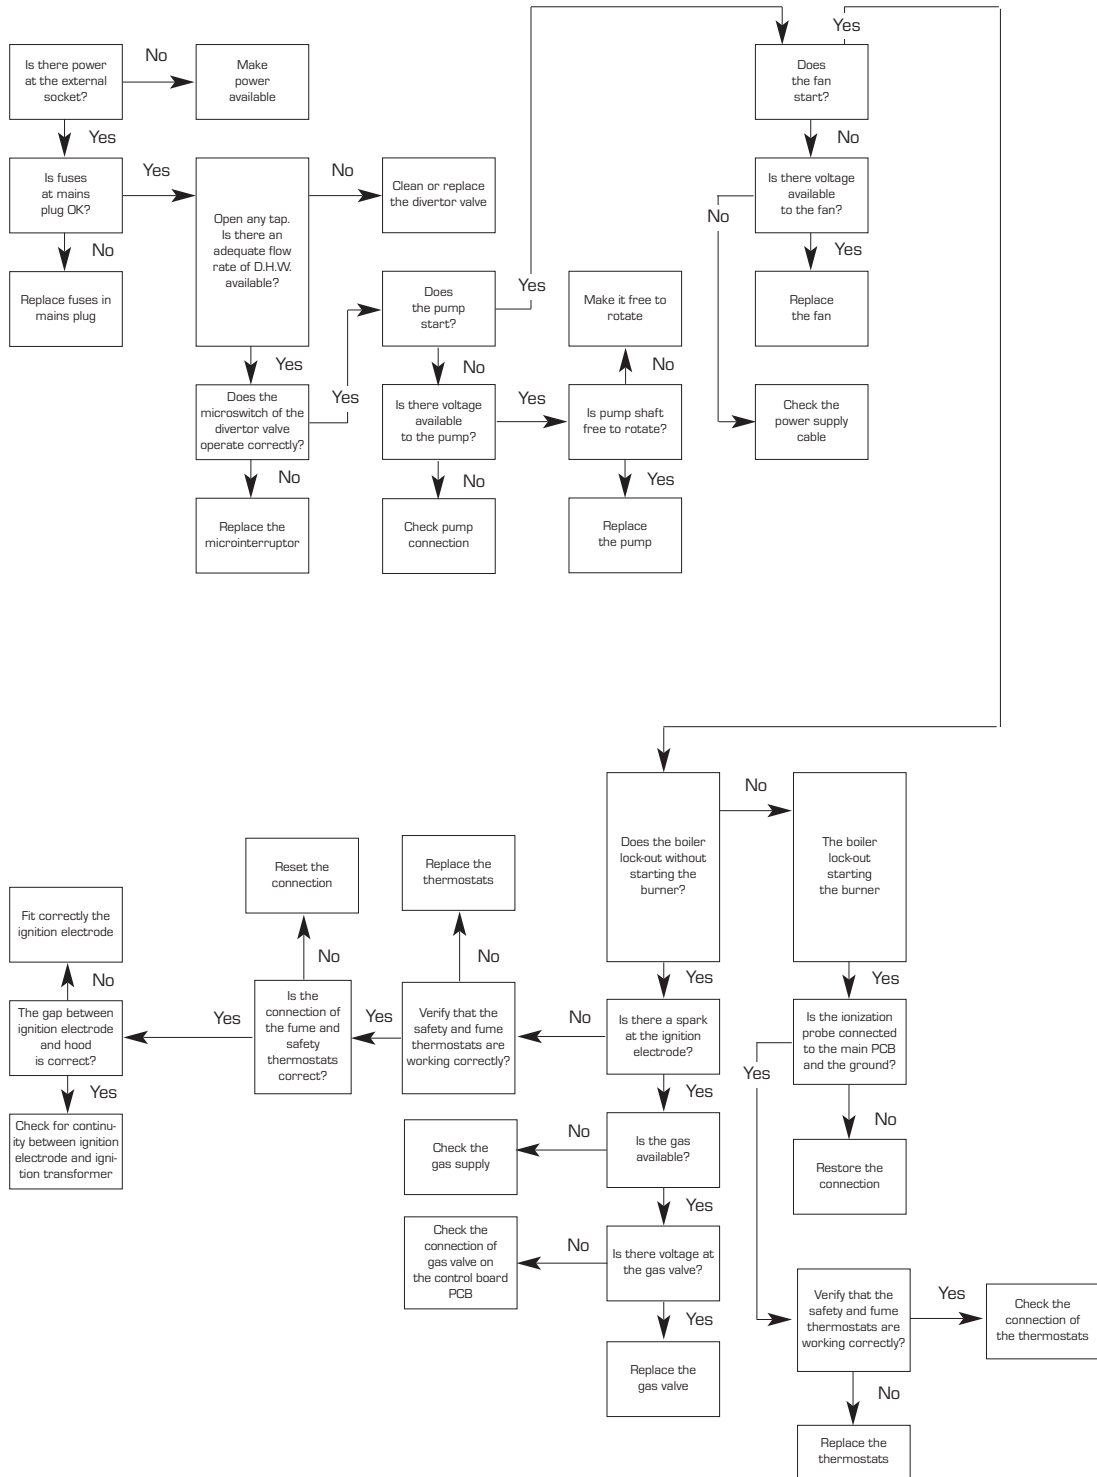 Yes
No
Is there power
at the external
socket?
Make
power
available
Does
the fan
start?
Yes
No
Is fuses
at mains
plug OK?
Yes
Open any tap.
Is there an
adequate flow
rate of D.H.W.
available?
No
Clean or replace
the divertor valve
Is there voltage
available
to the fan?
No
No
Yes
Replace fuses in
mains plug
Does
the pump
start?
Yes
Make it free to
rotate
Replace
the fan
Yes
No
No
Does the
microswitch of the
divertor valve
operate correctly?
Yes
Is there voltage
available
to the pump?
Yes
Is pump shaft
free to rotate?
Check the
power supply
cable
No
No
Yes
Replace the
microinterruptor
Check pump
connection
Replace
the pump
No
Does the boiler
lock-out without
starting the
burner?
The boiler
lock-out
starting
the burner
Reset the
connection
Replace the
thermostats
Fit correctly the
ignition electrode
No
No
No
Yes
Yes
The gap between
ignition electrode
and hood
is correct?
Yes
Is the
connection of
the fume and
safety
thermostats
correct?
Yes
Verify that the
safety and fume
thermostats are
working correctly?
No
Is there a spark
at the ignition
electrode?
Is the ionization
probe connected
to the main PCB
and the ground?
Yes
Yes
Yes
No
Check for continu-
ity between ignition
electrode and igni-
tion transformer
Check the
gas supply
No
Is the gas
available?
Restore the
connection
Yes
Check the
connection of
gas valve on
the control board
PCB
No
Is there voltage at
the gas valve?
Yes
Verify that the
safety and fume
thermostats are
working correctly?
Yes
Check the
connection of
the thermostats
Replace the
gas valve
No
Replace the
thermostats